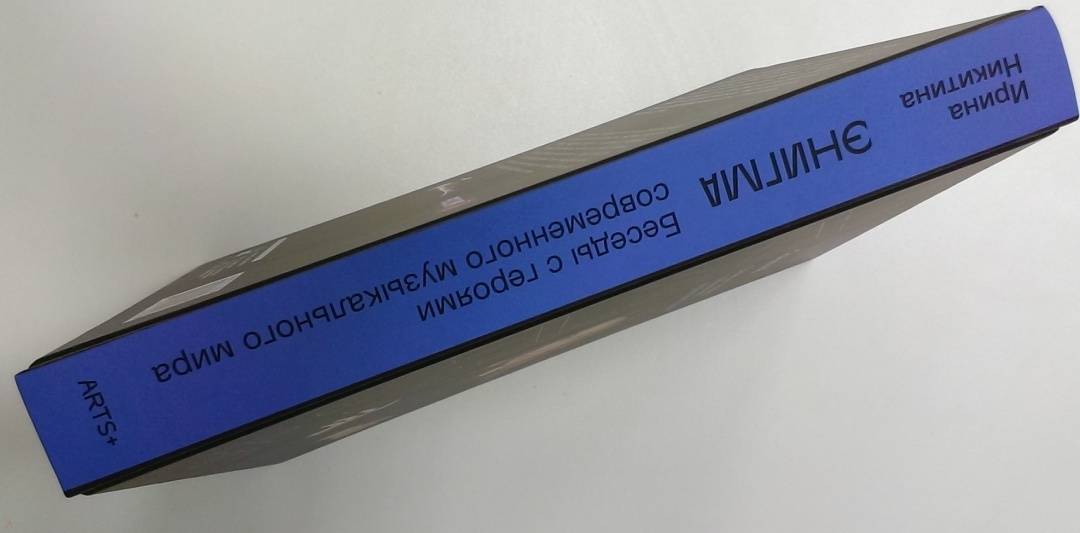 Ирина
Никитина
ЭНИГМА
Беседы с героями
современного музыкального мира
ARTS+